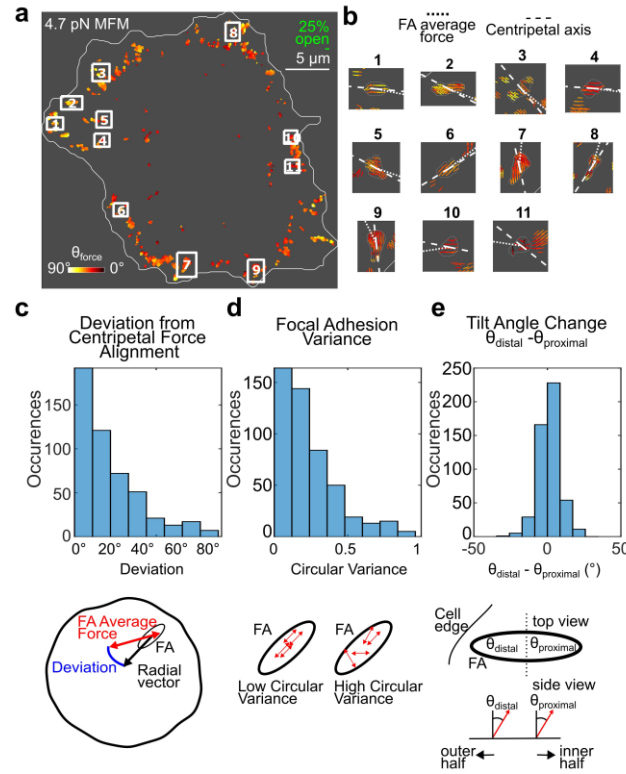 a
4.7 pN MFM
25%
open
5 µm
1
2
3
4
5
6
7
8
9
10
11
θforce
90° 0°
b
FA average
force
Centripetal axis
1 2 3 4
5 6 7 8
9 10 11
c
Deviation from
Centripetal Force
Alignment
Occurences
150
100
50
0
0° 20° 40° 60° 80°
Deviation
FA Average
Force
FA
Deviation
Radial
vector
d
Focal Adhesion
Variance
Occurences
150
100
50
0
0 0.5 1
Circular Variance
FA FA
Low Circular
Variance
High Circular
Variance
e
Tilt Angle Change
θdistal -θproximal
Occurences
250
200
150
100
50
0
-50 0 50
θdistal - θproximal (°)
Cell
edge
top view
θdistal θproximal
FA
side view
θdistal θproximal
outer
half
inner
half